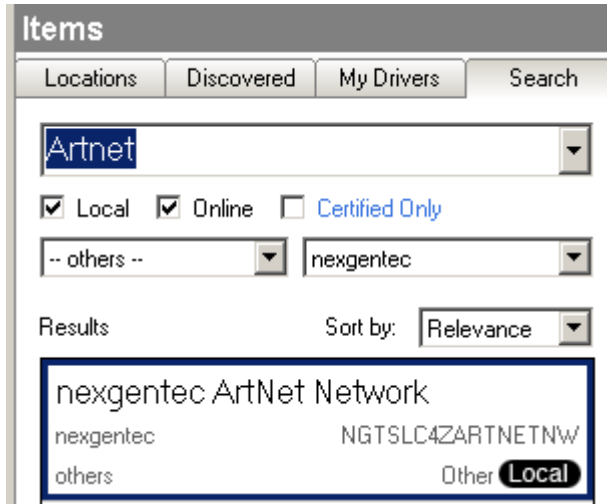 Items
Locations Discovered My Drivers Search
Artnet
Local Online Certified Only
-- others -- nexgentec
Results Sort by: Relevance
nexgentec ArtNet Network
nexgentec NGTSLC4ZARTNETNW
others Other Local